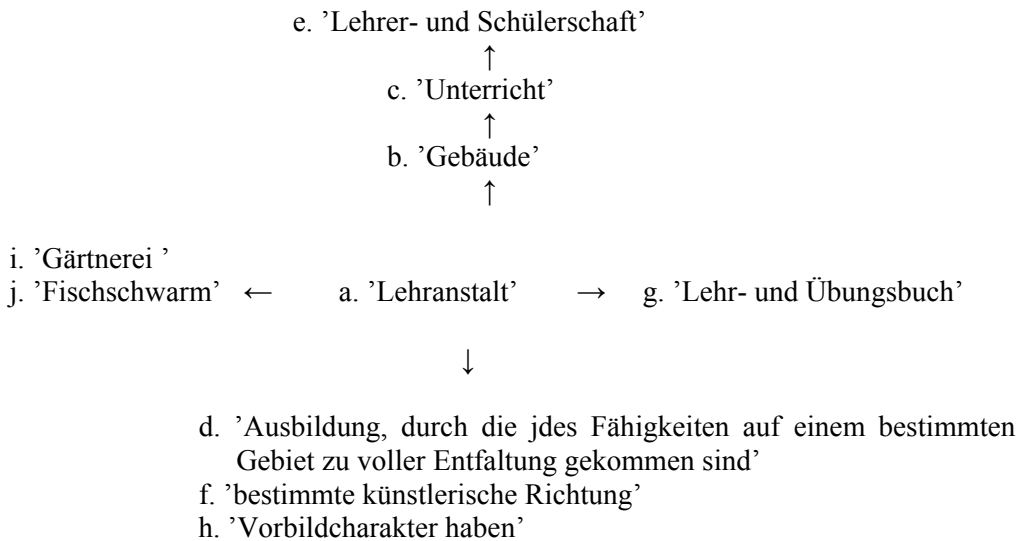 e. ’Lehrer- und Schülerschaft’
↑
c. ’Unterricht’
↑
b. ’Gebäude’
↑
i. ’Gärtnerei ’
j. ’Fischschwarm’ ← a. ’Lehranstalt’ → g. ’Lehr- und Übungsbuch’
↓
d. ’Ausbildung, durch die jdes Fähigkeiten auf einem bestimmten
Gebiet zu voller Entfaltung gekommen sind’
f. ’bestimmte künstlerische Richtung’
h. ’Vorbildcharakter haben’